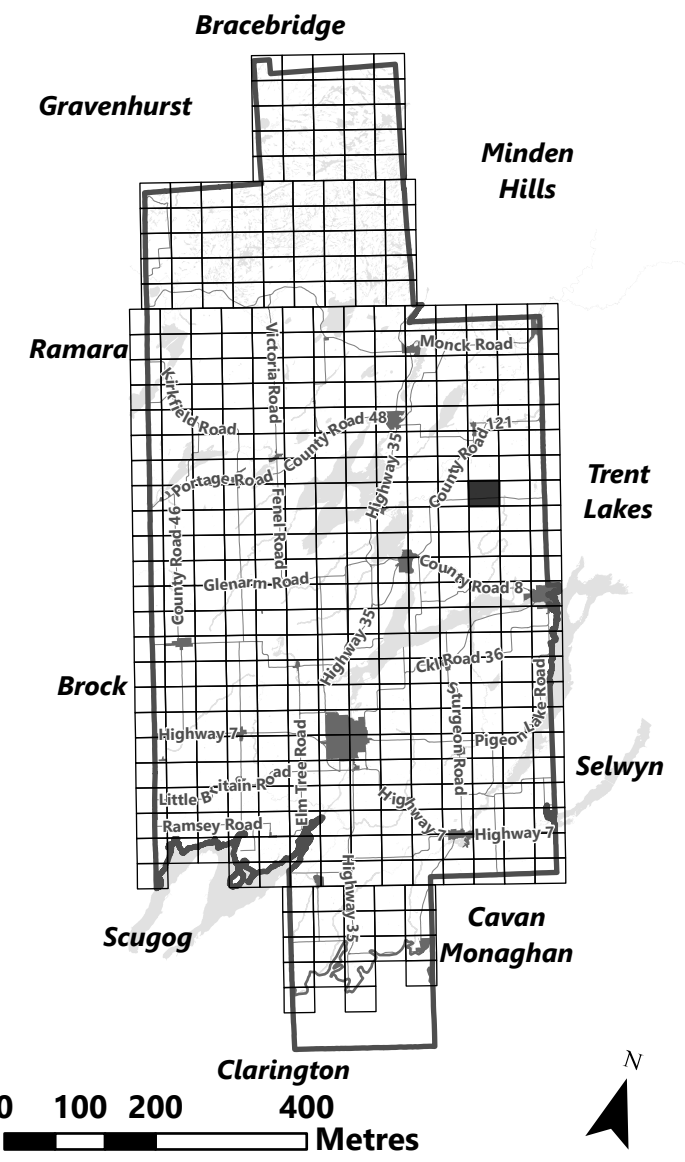 Bracebridge
Gravenhurst
Minden
Hills
Ramara
Victoria Road
Monck Road
Kirkfield Road
County Road 48
Highway 35
County Road 121
Portage Road
Trent
Lakes
County Road 46
Fenel Road
Glenarm Road
County Road 8
Highway 35
Ckl Road 36
Brock
Sturgeon Road
Pigeon Lake Road
Highway 7
Elm Tree Road
Selwyn
Little Britain Road
Highway 7
Ramsey Road
Highway 7
Highway 35
Scugog
Cavan
Monaghan
Clarington
N
0 100 200 400
Metres